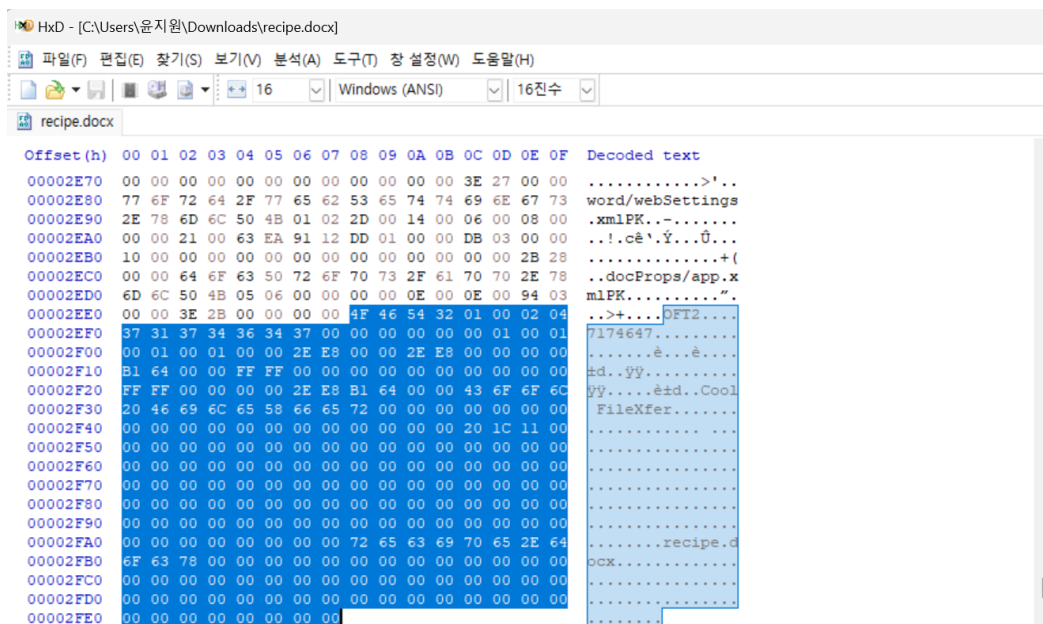 HxD - [C:\Users\윤지원\Downloads\recipe.docx]
파일(F) 편집(E) 찾기(S) 보기(V) 분석(A) 도구(T) 창 설정(W) 도움말(H)
16 Windows (ANSI) 16진수
recipe.docx
Offset(h) 00 01 02 03 04 05 06 07 08 09 0A 0B 0C 0D 0E 0F Decoded text
00002E70 00 00 00 00 00 00 00 00 00 00 00 00 3E 27 00 00 ............>'..
00002E80 77 6F 72 64 2F 77 65 62 53 65 74 74 69 6E 67 73 word/webSettings
00002E90 2E 78 6D 6C 50 4B 01 02 2D 00 14 00 06 00 08 00 .xmlPK..-.......
00002EA0 00 00 21 00 63 EA 91 12 DD 01 00 00 DB 03 00 00 ..!.cê‘.Ý...Û...
00002EB0 10 00 00 00 00 00 00 00 00 00 00 00 00 00 2B 28 ..............+(
00002EC0 00 00 64 6F 63 50 72 6F 70 73 2F 61 70 70 2E 78 ..docProps/app.x
00002ED0 6D 6C 50 4B 05 06 00 00 00 00 0E 00 0E 00 94 03 mlPK..........”.
00002EE0 00 00 3E 2B 00 00 00 00 4F 46 54 32 01 00 02 04 ..>+....OFT2....
00002EF0 37 31 37 34 36 34 37 00 00 00 00 00 00 01 00 01 7174647.........
00002F00 00 01 00 01 00 00 2E E8 00 00 2E E8 00 00 00 00 .......è...è....
00002F10 B1 64 00 00 FF FF 00 00 00 00 00 00 00 00 00 00 ±d..ÿÿ..........
00002F20 FF FF 00 00 00 00 2E E8 B1 64 00 00 43 6F 6F 6C ÿÿ.....è±d..Cool
00002F30 20 46 69 6C 65 58 66 65 72 00 00 00 00 00 00 00 FileXfer.......
00002F40 00 00 00 00 00 00 00 00 00 00 00 00 20 1C 11 00 ............ ...
00002F50 00 00 00 00 00 00 00 00 00 00 00 00 00 00 00 00 ................
00002F60 00 00 00 00 00 00 00 00 00 00 00 00 00 00 00 00 ................
00002F70 00 00 00 00 00 00 00 00 00 00 00 00 00 00 00 00 ................
00002F80 00 00 00 00 00 00 00 00 00 00 00 00 00 00 00 00 ................
00002F90 00 00 00 00 00 00 00 00 00 00 00 00 00 00 00 00 ................
00002FA0 00 00 00 00 00 00 00 00 72 65 63 69 70 65 2E 64 ........recipe.d
00002FB0 6F 63 78 00 00 00 00 00 00 00 00 00 00 00 00 00 ocx.............
00002FC0 00 00 00 00 00 00 00 00 00 00 00 00 00 00 00 00 ................
00002FD0 00 00 00 00 00 00 00 00 00 00 00 00 00 00 00 00 ................
00002FE0 00 00 00 00 00 00 00 00 ........